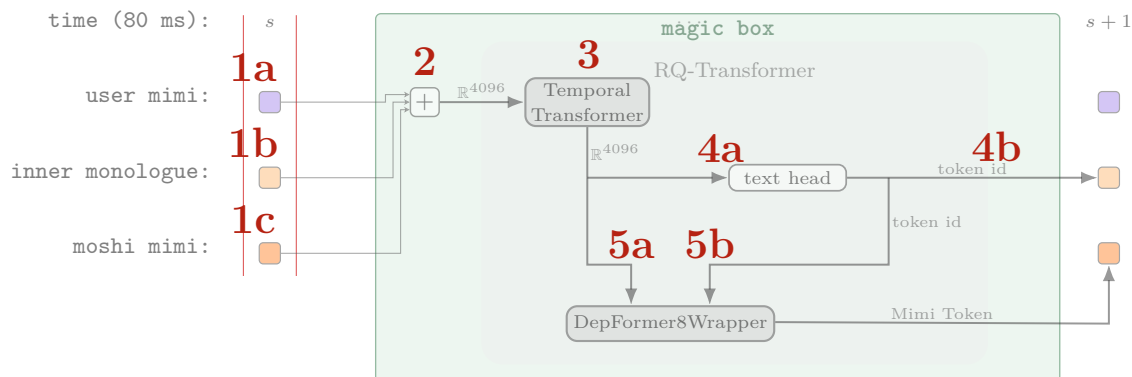 time (80 ms): s magic box s + 1
1a 2 3 RQ-Transformer
user mimi: + ℝ⁴⁰⁹⁶ Temporal
Transformer
1b ℝ⁴⁰⁹⁶ 4a 4b
inner monologue: text head token id
1c token id
moshi mimi: 5a 5b
DepFormer8Wrapper Mimi Token